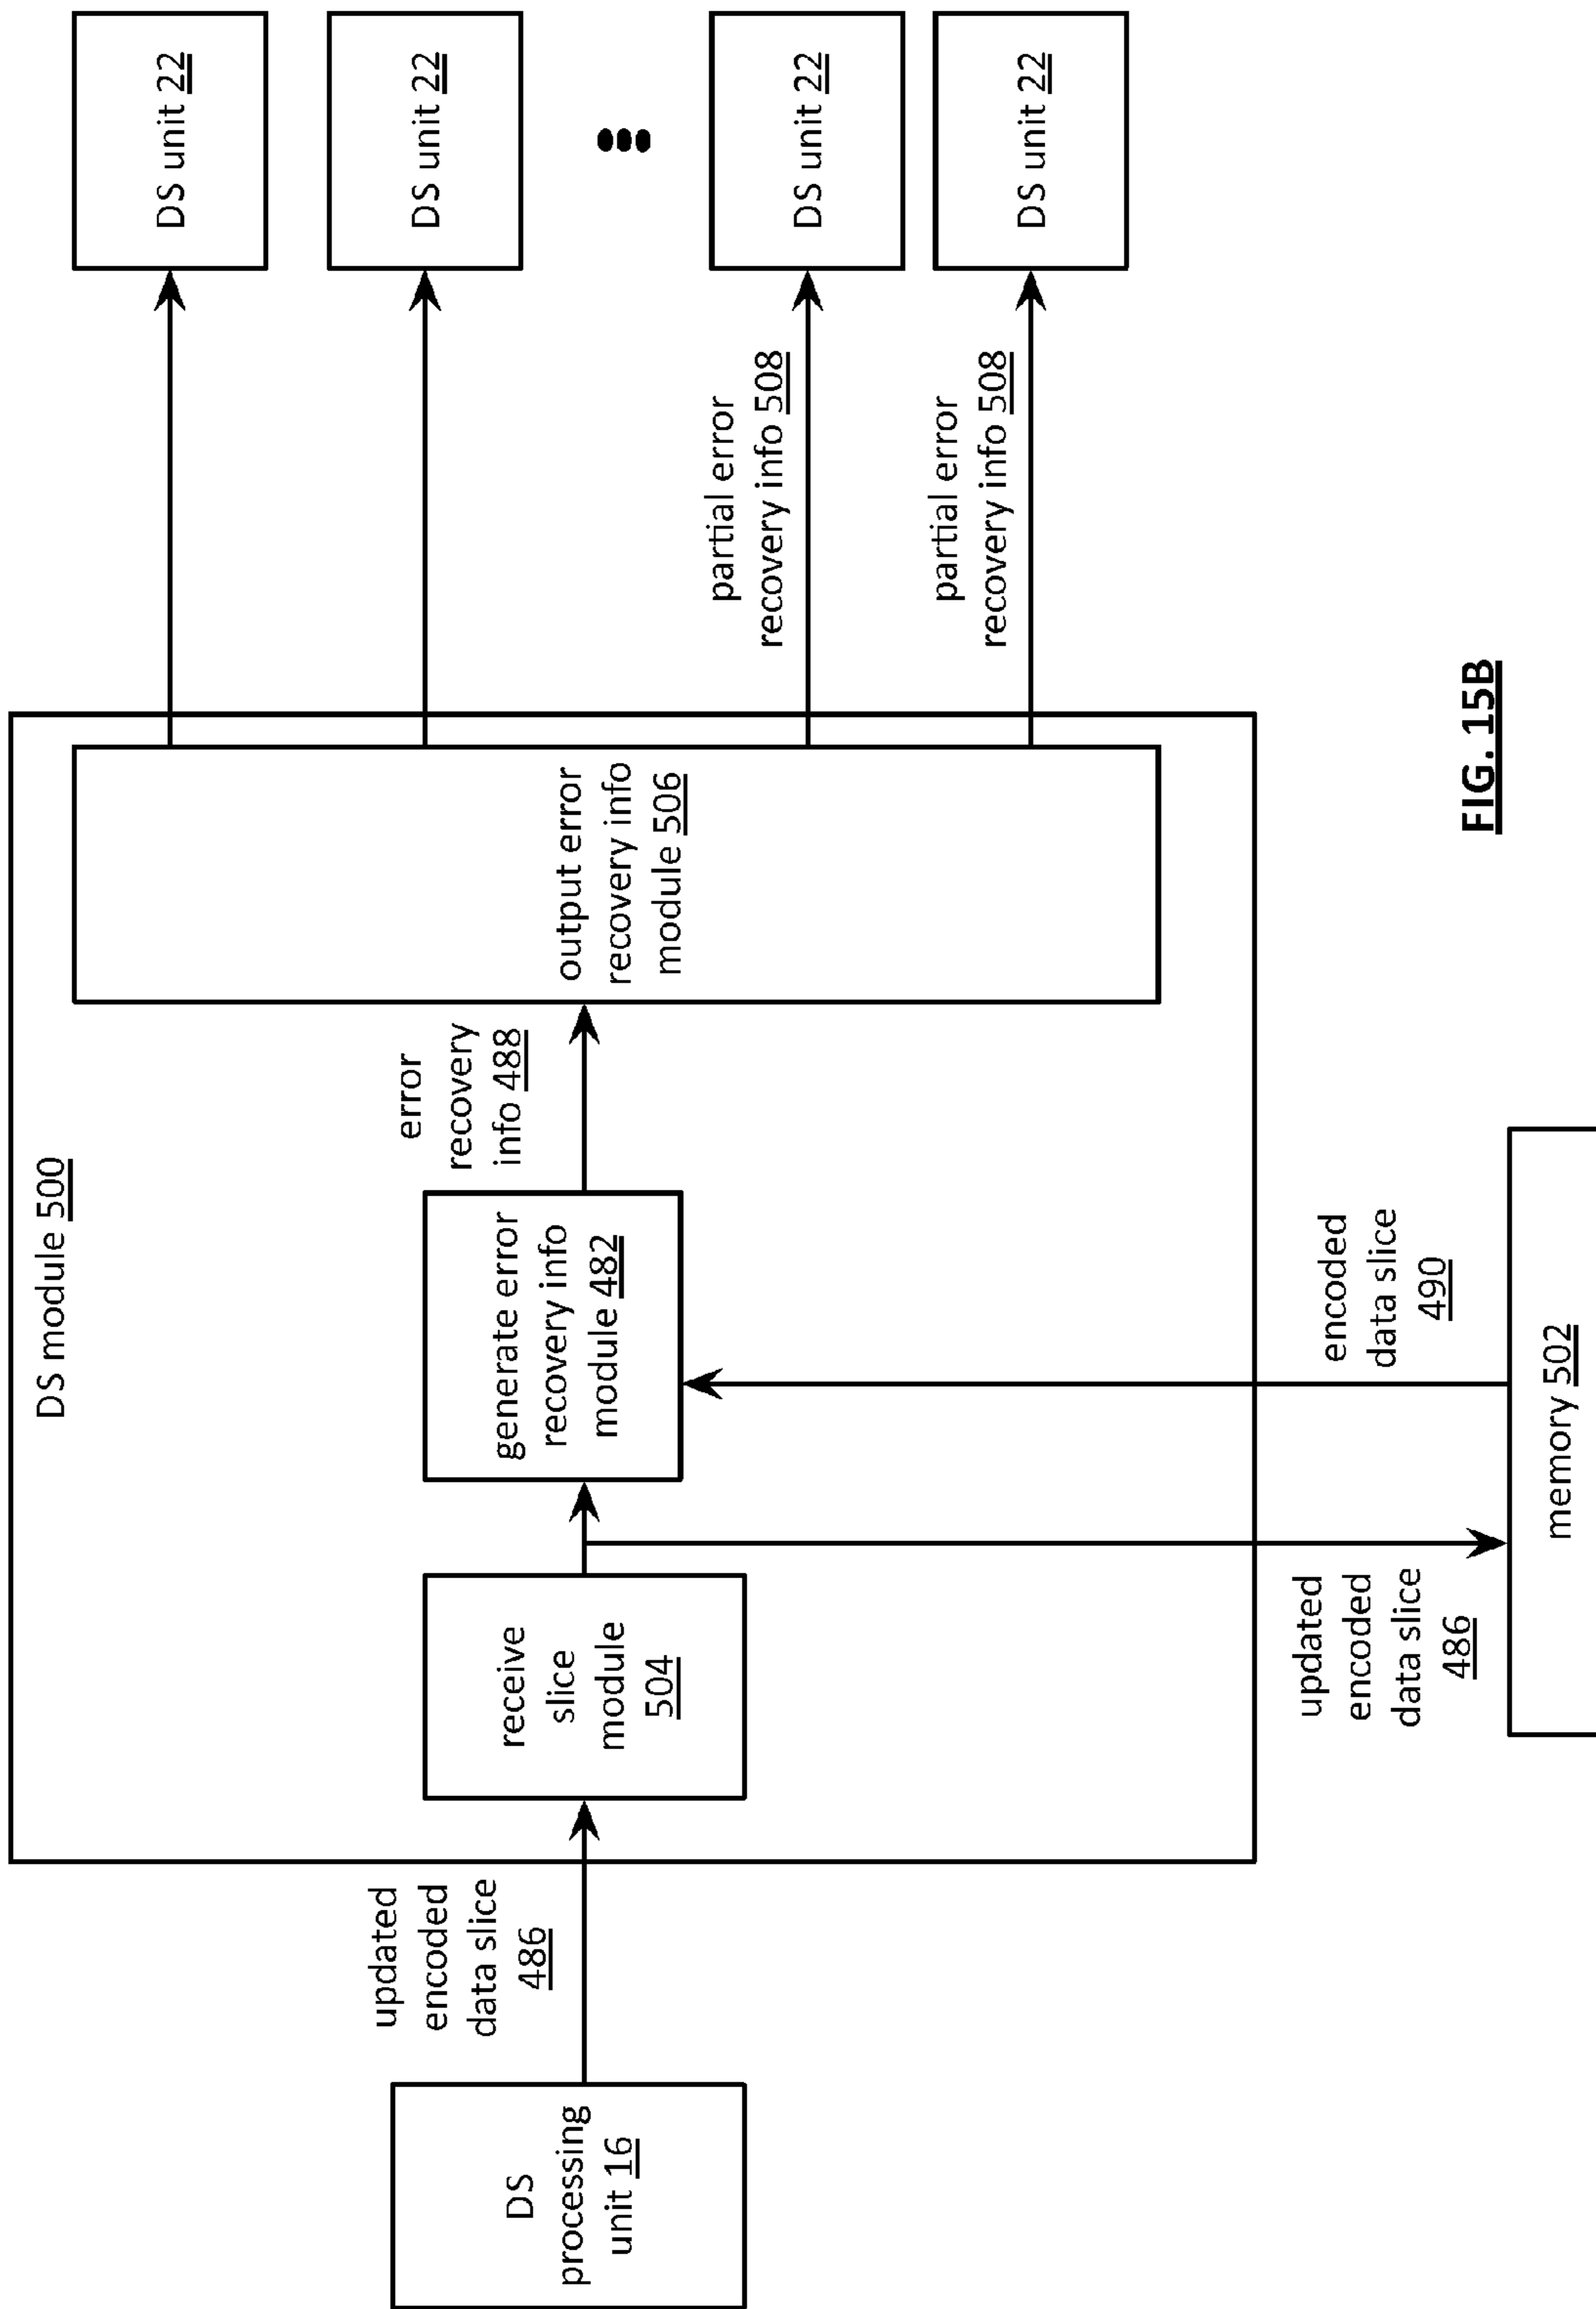 DS module 500
DS
processing
unit 16
updated
encoded
data slice
486
receive
slice
module
504
generate error
recovery info
module 482
error
recovery
info 488
output error
recovery info
module 506
DS unit 22
DS unit 22
partial error
recovery info 508
DS unit 22
partial error
recovery info 508
DS unit 22
updated
encoded
data slice
486
encoded
data slice
490
memory 502
FIG. 15B